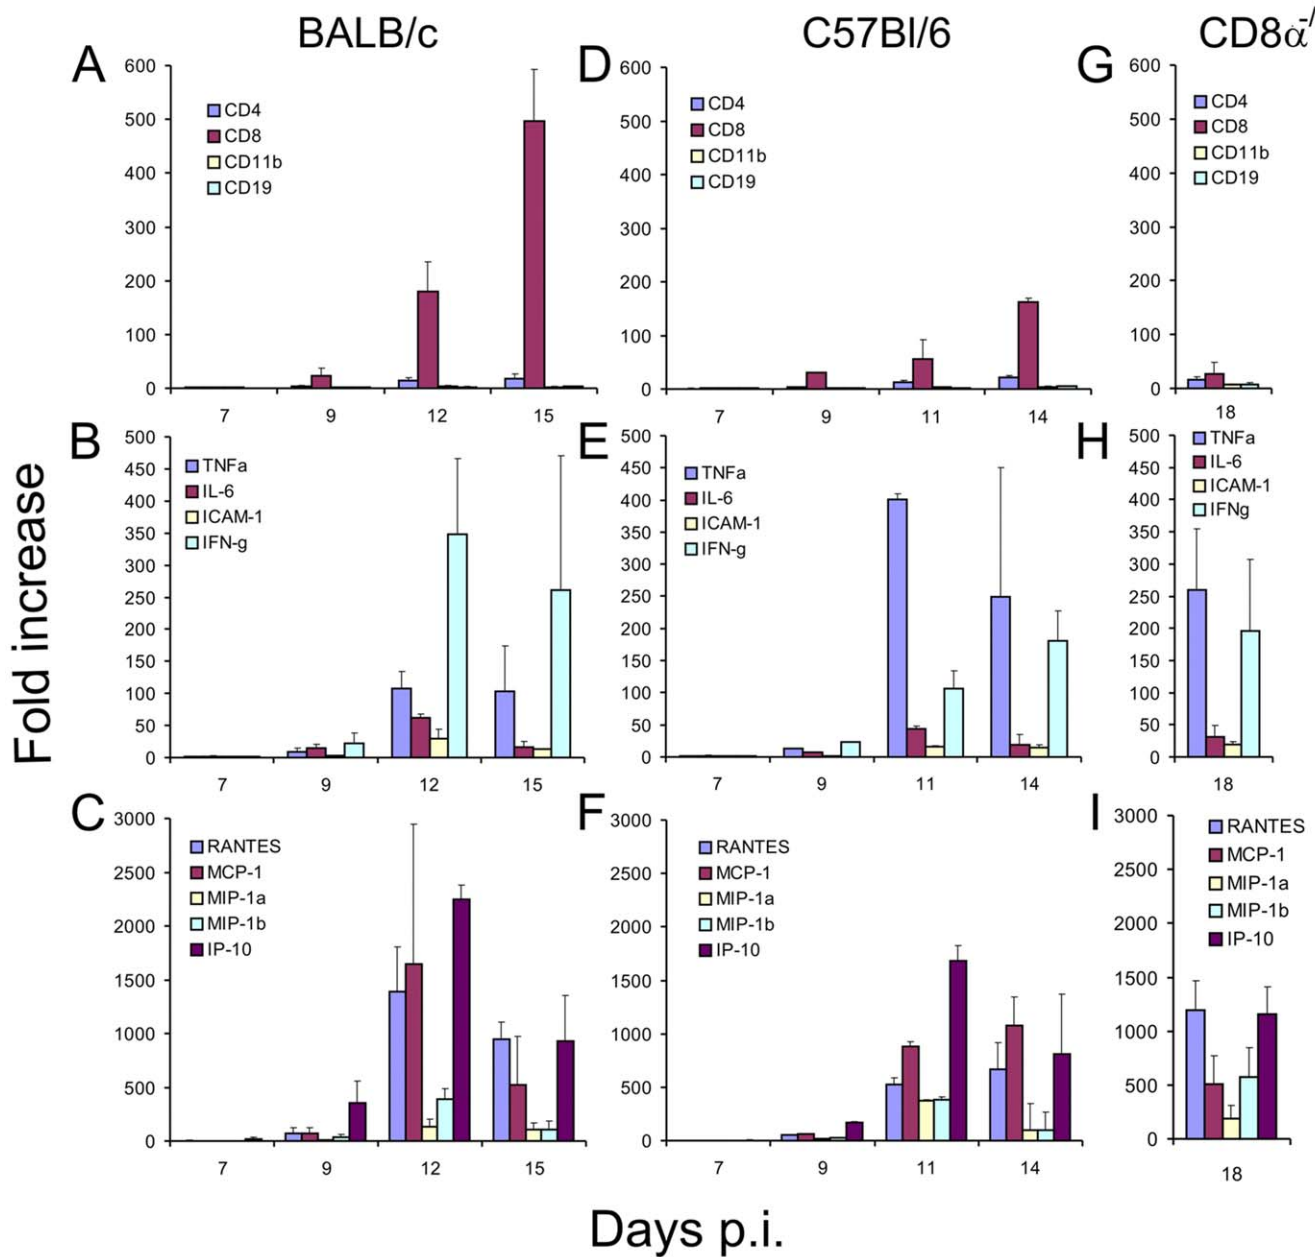 BALB/c
C57Bl/6
CD8α-/
A
600
500
400
300
200
100
0
CD4
CD8
CD11b
CD19
7
9
12
15
D
600
500
400
300
200
100
0
CD4
CD8
CD11b
CD19
7
9
11
14
G
600
500
400
300
200
100
0
CD4
CD8
CD11b
CD19
18
Fold increase
B
500
450
400
350
300
250
200
150
100
50
0
TNFa
IL-6
ICAM-1
IFN-g
7
9
12
15
E
500
450
400
350
300
250
200
150
100
50
0
TNFa
IL-6
ICAM-1
IFN-g
7
9
11
14
H
500
450
400
350
300
250
200
150
100
50
0
TNFa
IL-6
ICAM-1
IFNg
18
C
3000
2500
2000
1500
1000
500
0
RANTES
MCP-1
MIP-1a
MIP-1b
IP-10
7
9
12
15
F
3000
2500
2000
1500
1000
500
0
RANTES
MCP-1
MIP-1a
MIP-1b
IP-10
7
9
11
14
I
3000
2500
2000
1500
1000
500
0
RANTES
MCP-1
MIP-1a
MIP-1b
IP-10
18
Days p.i.